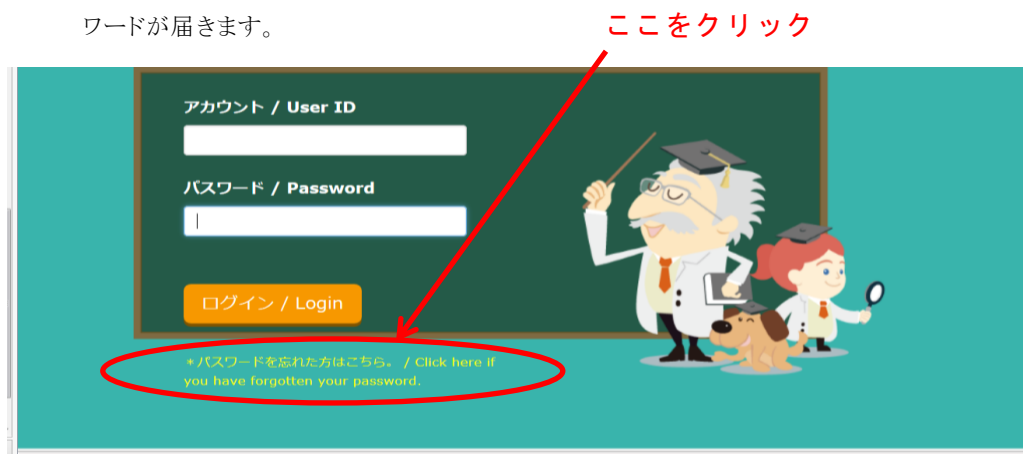 ワードが届きます。
ここをクリック
アカウント / User ID
パスワード / Password
ログイン / Login
*パスワードを忘れた方はこちら。 / Click here if
you have forgotten your password.